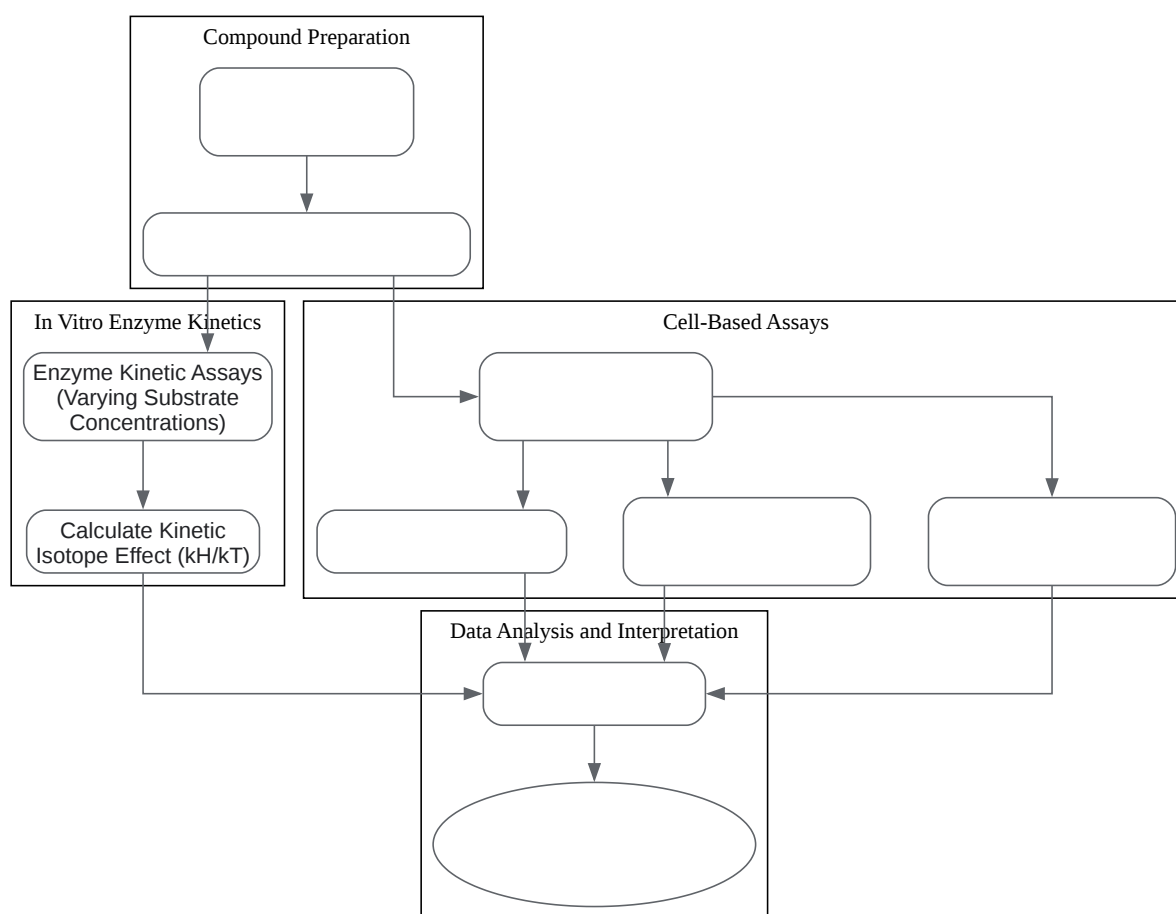 Compound Preparation
In Vitro Enzyme Kinetics
Cell-Based Assays
Enzyme Kinetic Assays
(Varying Substrate
Concentrations)
Calculate Kinetic
Isotope Effect (kH/kT)
Data Analysis and Interpretation